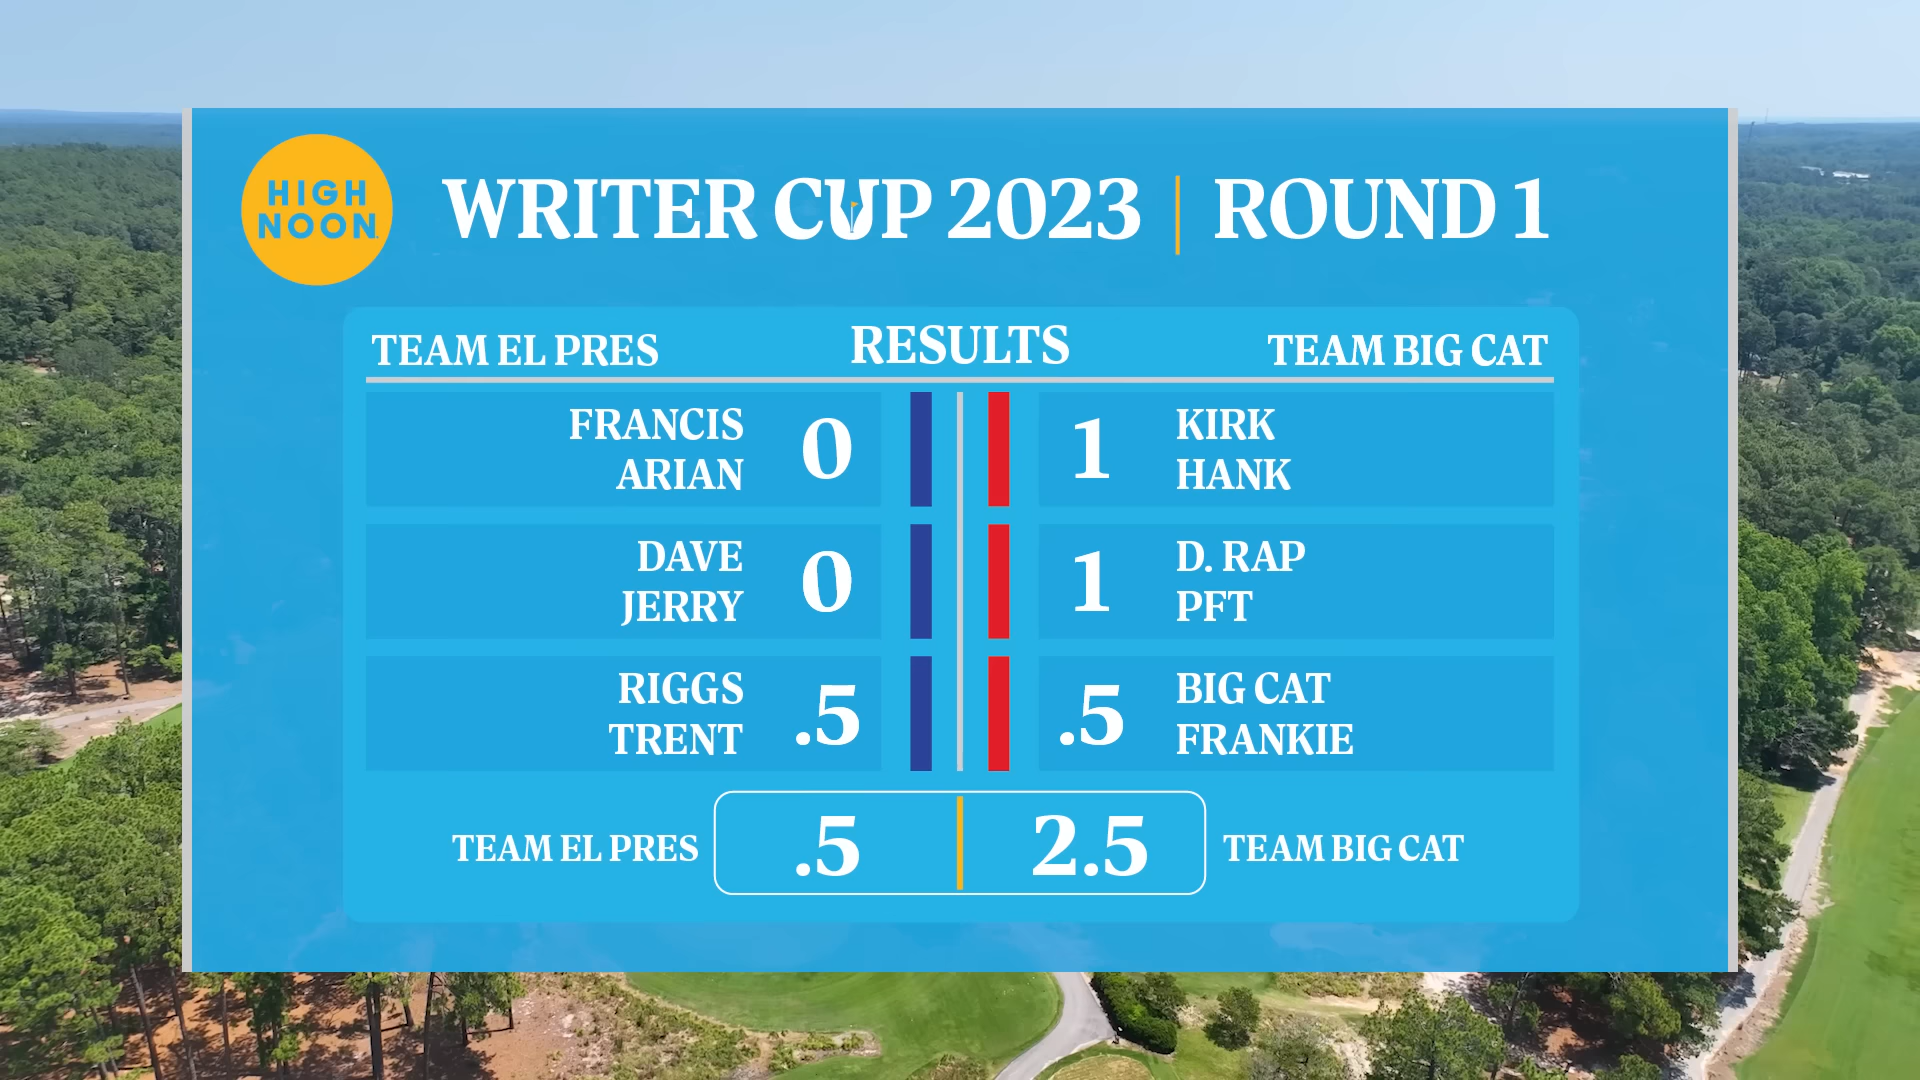 HIGH
NOON
WRITER CUP 2023 | ROUND 1
TEAM EL PRES RESULTS TEAM BIG CAT
FRANCIS
ARIAN
0 1
KIRK
HANK
DAVE
JERRY
0 1
D. RAP
PFT
RIGGS
TRENT
.5 .5
BIG CAT
FRANKIE
TEAM EL PRES .5 2.5 TEAM BIG CAT